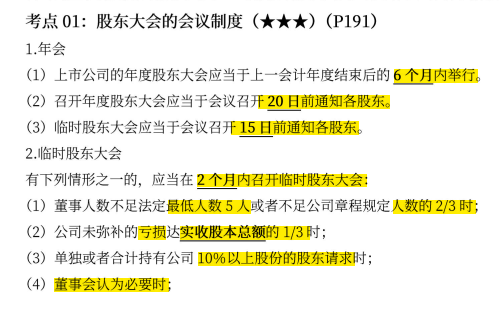 考点 01：股东大会的会议制度（★★★）（P191）
1.年会
（1）上市公司的年度股东大会应当于上一会计年度结束后的 6 个月内举行。
（2）召开年度股东大会应当于会议召开 20 日前通知各股东。
（3）临时股东大会应当于会议召开 15 日前通知各股东。
2.临时股东大会
有下列情形之一的，应当在 2 个月内召开临时股东大会：
（1）董事人数不足法定最低人数 5 人或者不足公司章程规定人数的 2/3 时；
（2）公司未弥补的亏损达实收股本总额的 1/3 时；
（3）单独或者合计持有公司 10%以上股份的股东请求时；
（4）董事会认为必要时；